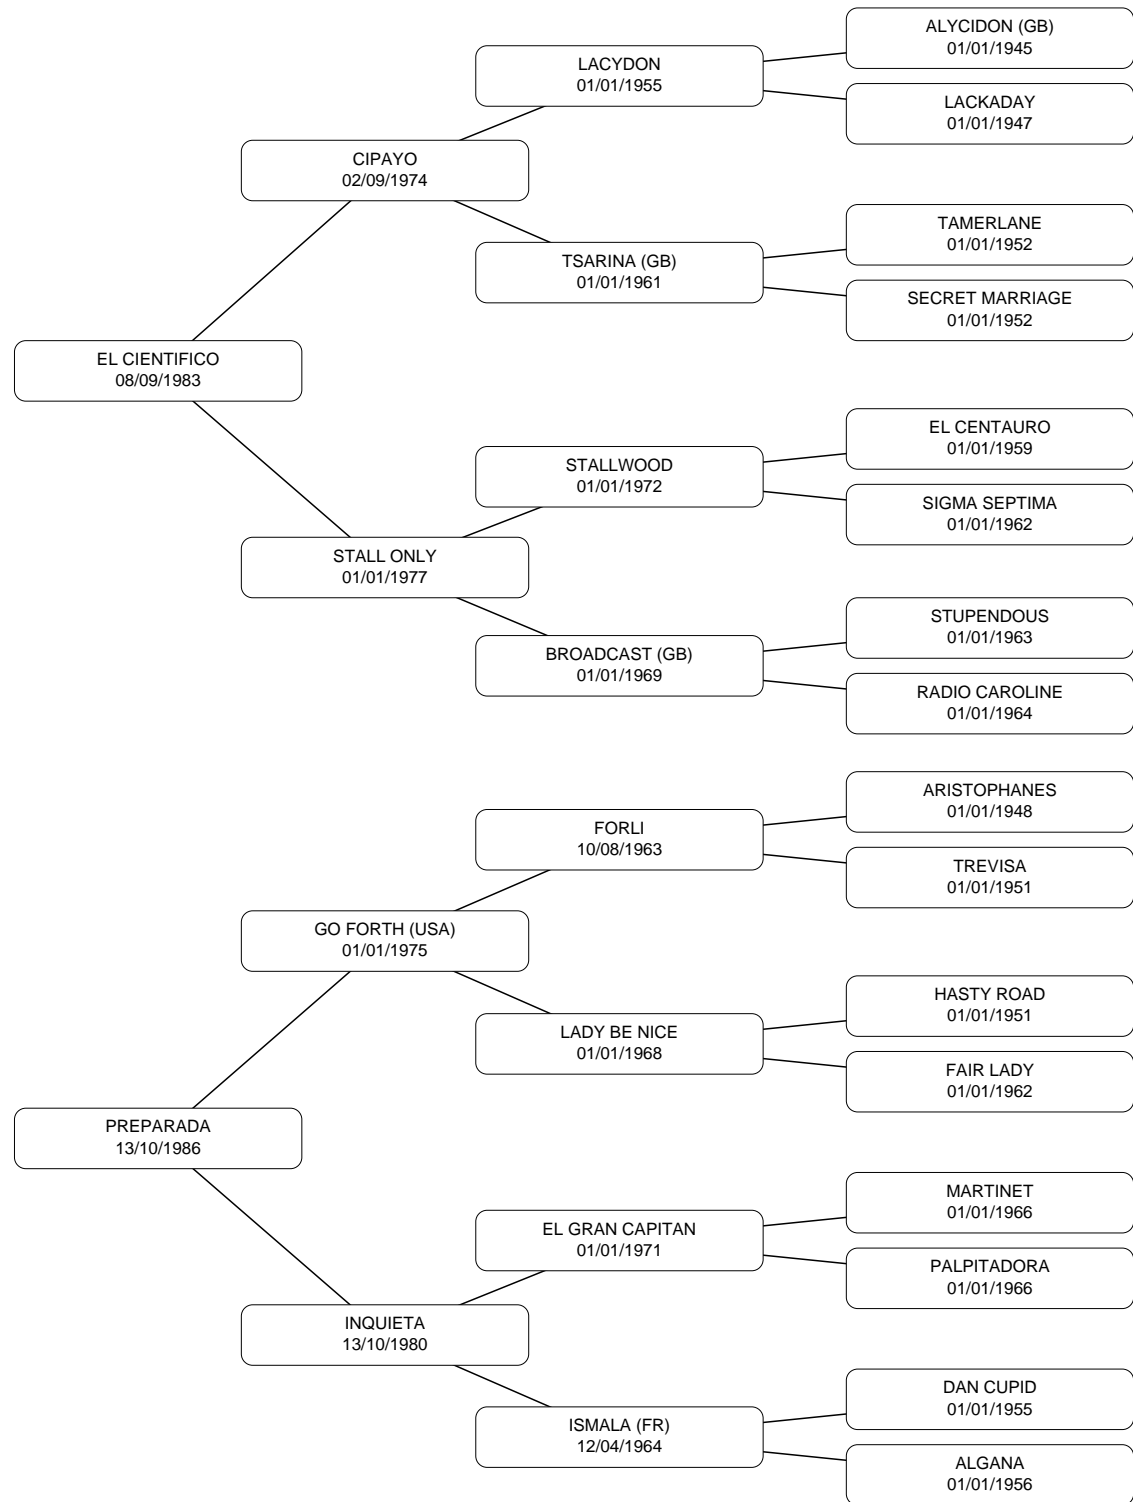 ALYCIDON (GB)
01/01/1945
LACYDON
01/01/1955
LACKADAY
01/01/1947
CIPAYO
02/09/1974
TAMERLANE
01/01/1952
TSARINA (GB)
01/01/1961
SECRET MARRIAGE
01/01/1952
EL CIENTIFICO
08/09/1983
EL CENTAURO
01/01/1959
STALLWOOD
01/01/1972
SIGMA SEPTIMA
01/01/1962
STALL ONLY
01/01/1977
STUPENDOUS
01/01/1963
BROADCAST (GB)
01/01/1969
RADIO CAROLINE
01/01/1964
ARISTOPHANES
01/01/1948
FORLI
10/08/1963
TREVISA
01/01/1951
GO FORTH (USA)
01/01/1975
HASTY ROAD
01/01/1951
LADY BE NICE
01/01/1968
FAIR LADY
01/01/1962
PREPARADA
13/10/1986
MARTINET
01/01/1966
EL GRAN CAPITAN
01/01/1971
PALPITADORA
01/01/1966
INQUIETA
13/10/1980
DAN CUPID
01/01/1955
ISMALA (FR)
12/04/1964
ALGANA
01/01/1956